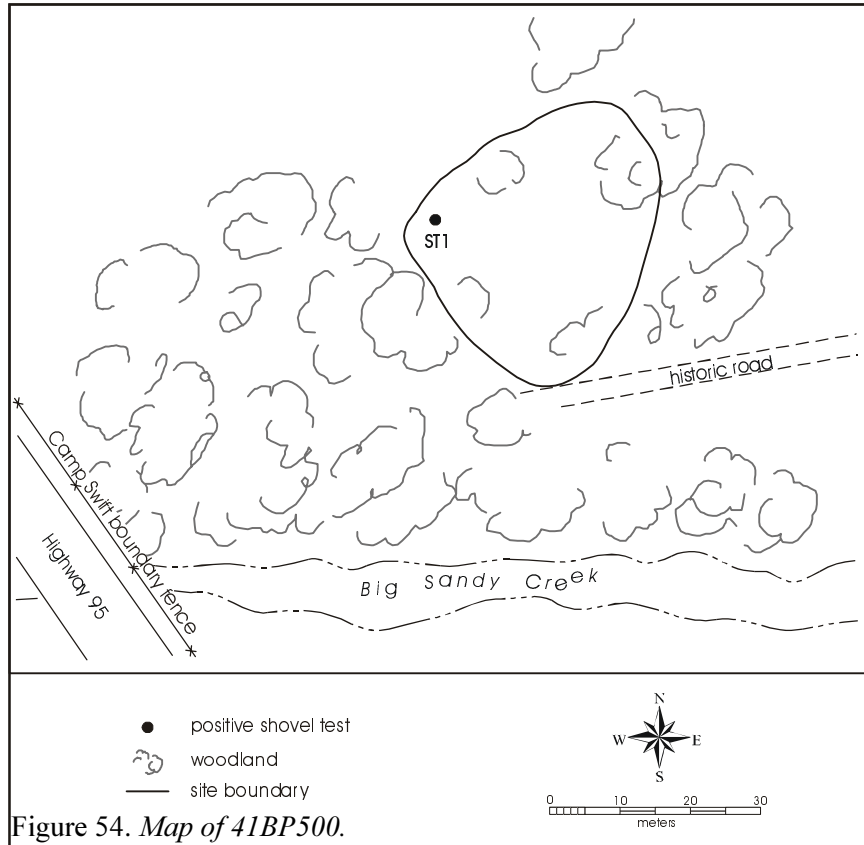 ST1
historic road
Camp Swift boundary fence
Highway 95
Big Sandy Creek
positive shovel test
woodland
site boundary
N
W E
S
0 10 20 30
meters
Figure 54. Map of 41BP500.